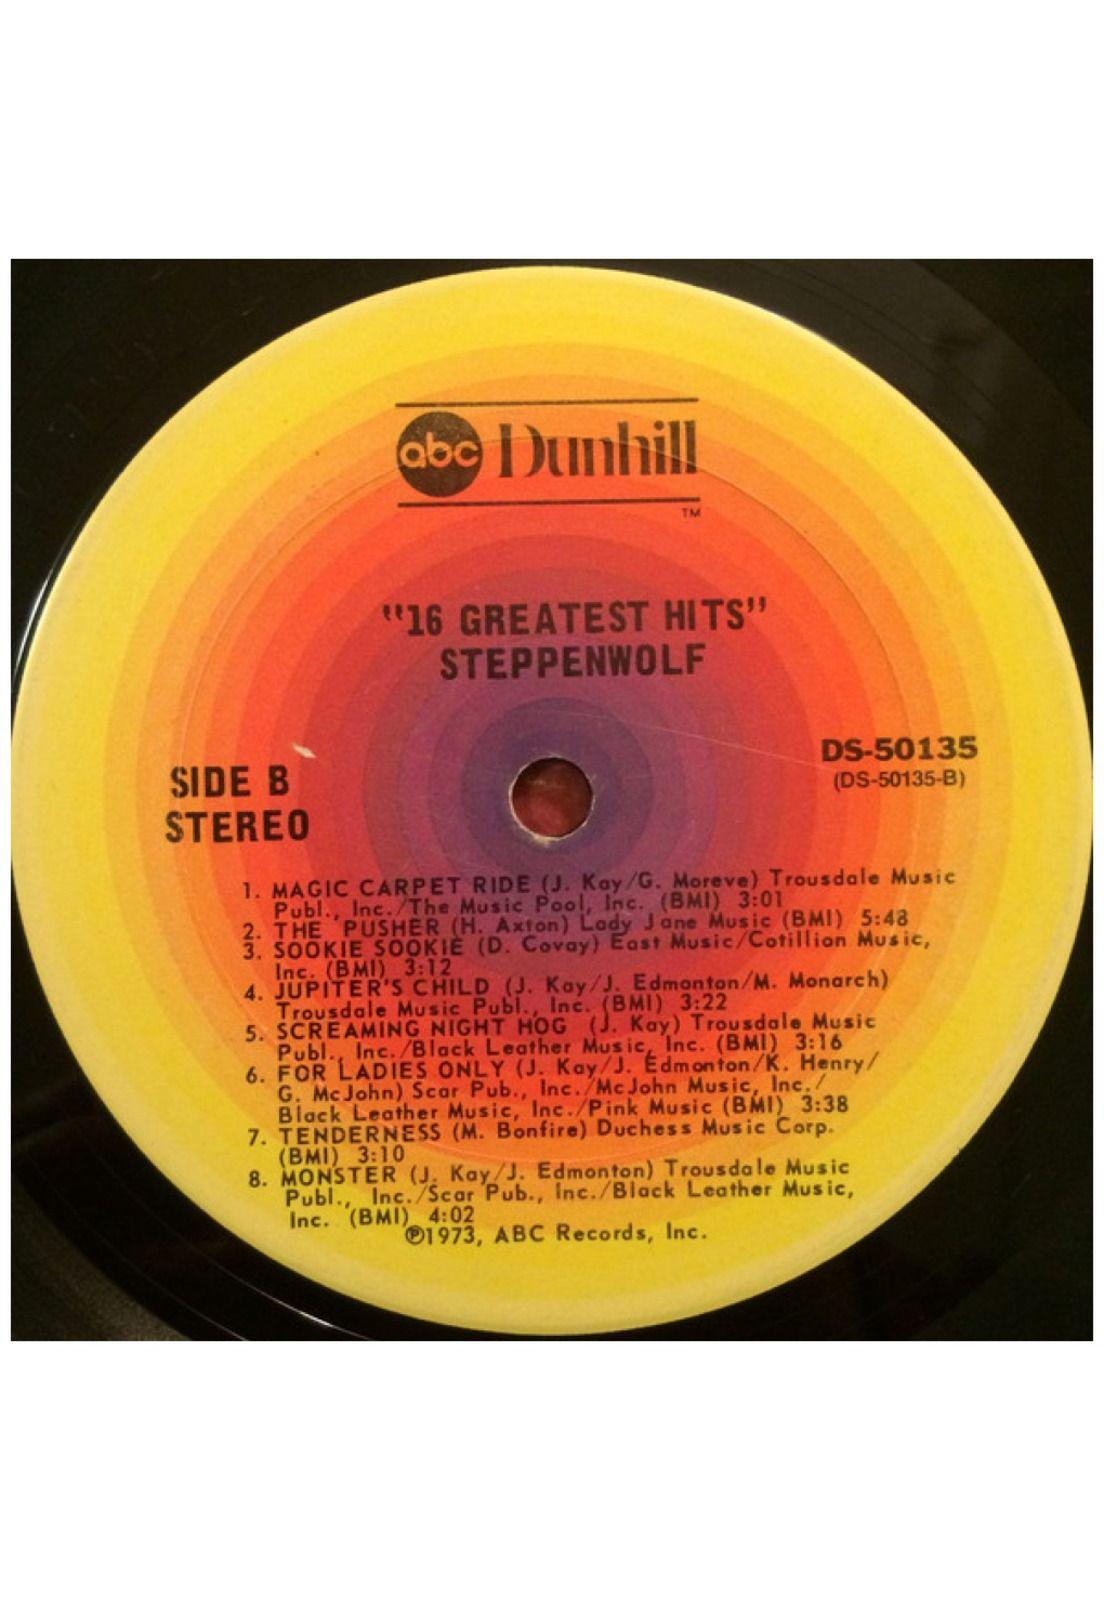 abc Dunhill
TM
"16 GREATEST HITS"
STEPPENWOLF
DS-50135
(DS-50135-B)
SIDE B
STEREO
1. MAGIC CARPET RIDE (J. Kay/G. Moreve) Trousdale Music
Publ., Inc./The Music Pool, Inc. (BMI) 3:01
2. THE PUSHER (H. Axton) Lady Jane Music (BMI) 5:48
3. SOOKIE SOOKIE (D. Covay) East Music/Cotillion Music,
Inc. (BMI) 3:12
4. JUPITER'S CHILD (J. Kay/J. Edmonton/M. Monarch)
Trousdale Music Publ., Inc. (BMI) 3:22
5. SCREAMING NIGHT HOG (J. Kay) Trousdale Music
Publ., Inc./Black Leather Music, Inc. (BMI) 3:16
6. FOR LADIES ONLY (J. Kay/J. Edmonton/K. Henry/
G. McJohn) Scar Pub., Inc./McJohn Music, Inc./
Black Leather Music, Inc./Pink Music (BMI) 3:38
7. TENDERNESS (M. Bonfire) Duchess Music Corp.
(BMI) 3:10
8. MONSTER (J. Kay/J. Edmonton) Trousdale Music
Publ., Inc./Scar Pub., Inc./Black Leather Music,
Inc. (BMI) 4:02
℗1973, ABC Records, Inc.